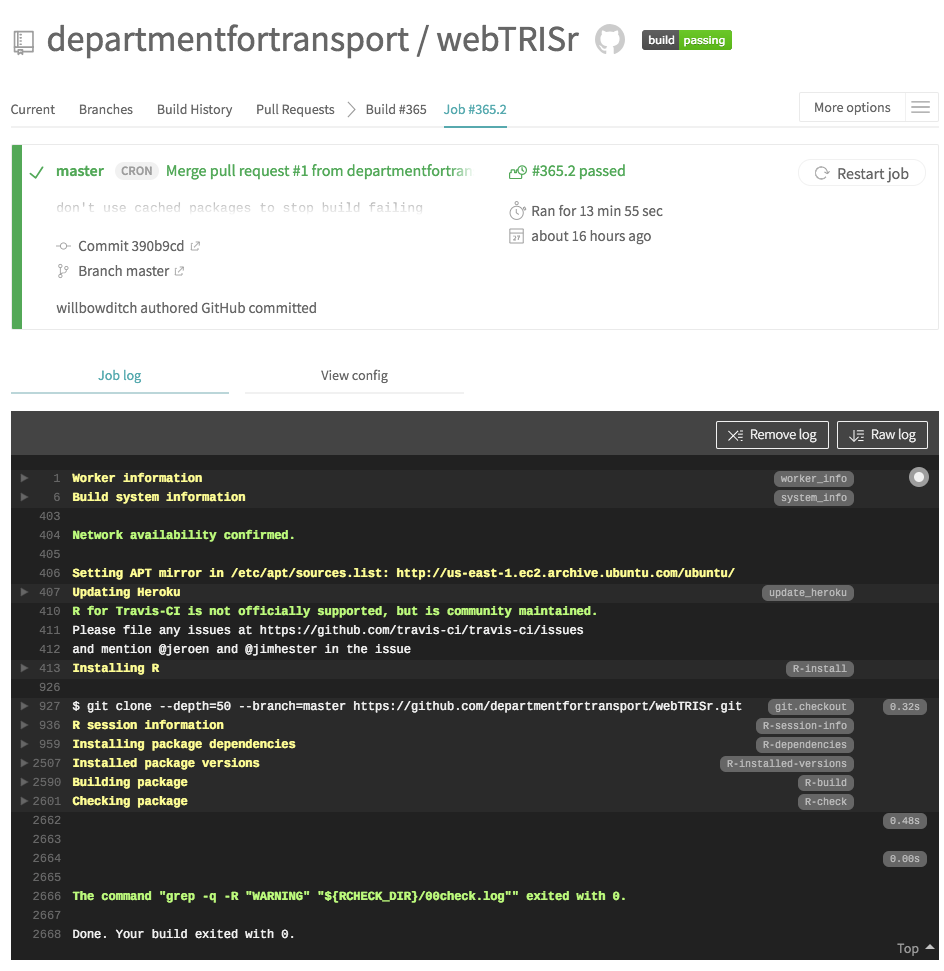 departmentfortransport / webTRISr build passing
Current Branches Build History Pull Requests Build #365 Job #365.2 More options
master CRON Merge pull request #1 from departmentfortran #365.2 passed Restart job
don't use cached packages to stop build failing
Ran for 13 min 55 sec
27 about 16 hours ago
Commit 390b9cd
Branch master
willbowditch authored GitHub committed
Job log View config
Remove log Raw log
1 Worker information worker_info
6 Build system information system_info
403
404 Network availability confirmed.
405
406 Setting APT mirror in /etc/apt/sources.list: http://us-east-1.ec2.archive.ubuntu.com/ubuntu/
407 Updating Heroku update_heroku
410 R for Travis-CI is not officially supported, but is community maintained.
411 Please file any issues at https://github.com/travis-ci/travis-ci/issues
412 and mention @jeroen and @jimhester in the issue
413 Installing R R-install
926
927 $ git clone --depth=50 --branch=master https://github.com/departmentfortransport/webTRISr.git git.checkout 0.32s
936 R session information R-session-info
959 Installing package dependencies R-dependencies
2507 Installed package versions R-installed-versions
2590 Building package R-build
2601 Checking package R-check
2662 0.48s
2663
2664 0.00s
2665
2666 The command "grep -q -R "WARNING" "${RCHECK_DIR}/00check.log"" exited with 0.
2667
2668 Done. Your build exited with 0.
Top